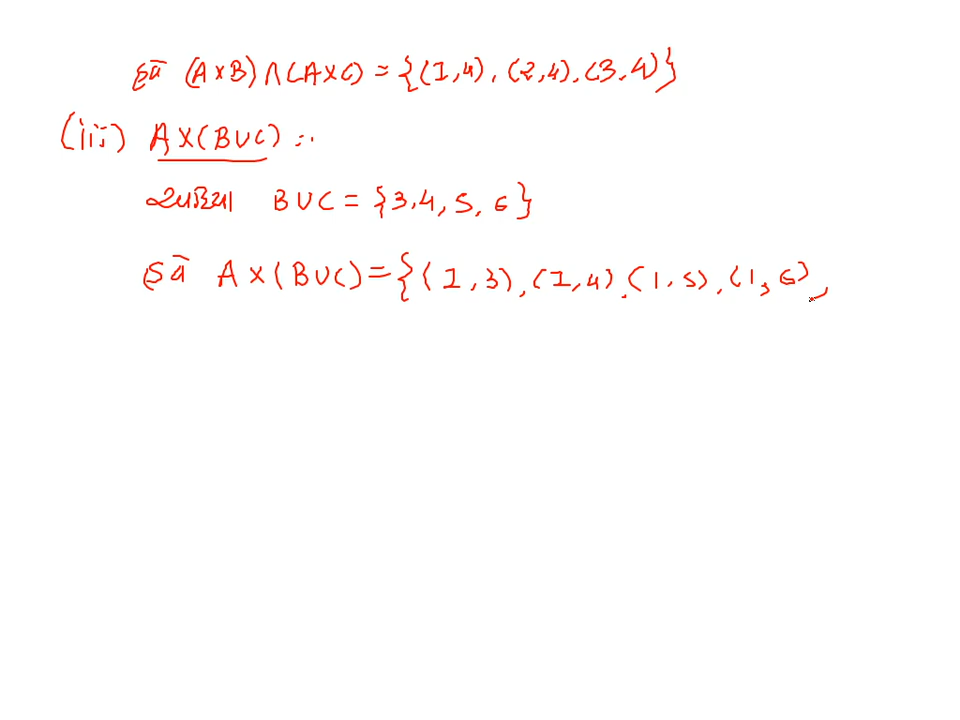 હવે (A×B)∩(A×C) = {(1,4), (2,4), (3,4)}
(iii) A×(B∪C) :-
B∪C = {3,4,5,6}
હવે A×(B∪C) = {(1,3), (1,4), (1,5), (1,6),